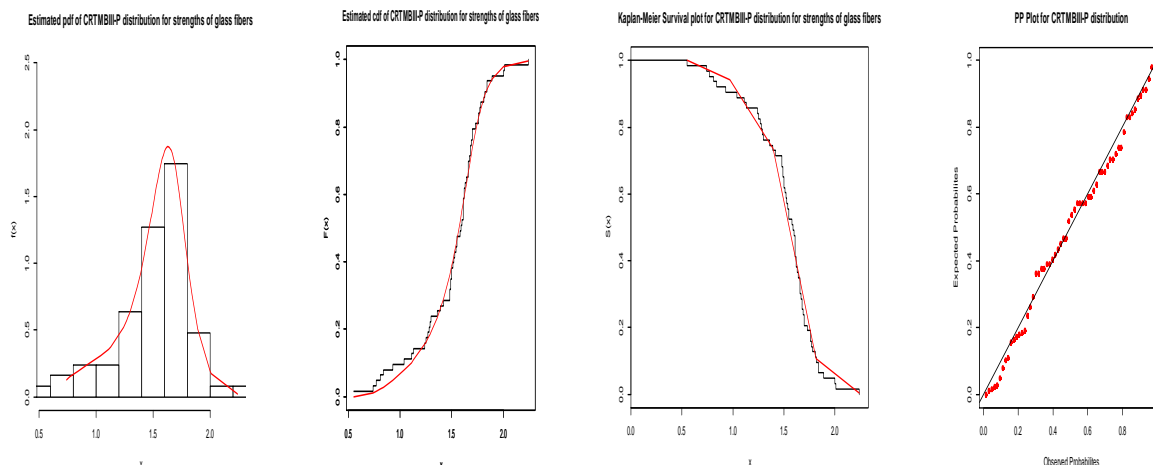 Estimated pdf of CRTMBIII-P distribution for strengths of glass fibers
f(x)
2.5
2.0
1.5
1.0
0.5
0.0
0.5 1.0 1.5 2.0
Estimated cdf of CRTMBIII-P distribution for strengths of glass fibers
F(x)
1.0
0.8
0.6
0.4
0.2
0.0
1.0 1.5 2.0
Kaplan-Meier Survival plot for CRTMBIII-P distribution for strengths of glass fibers
S(x)
1.0
0.8
0.6
0.4
0.2
0.0
0.0 0.5 1.0 1.5 2.0
PP Plot for CRTMBIII-P distribution
Expected Probabilites
1.0
0.8
0.6
0.4
0.2
0.0
0.0 0.2 0.4 0.6 0.8
Observed Probabilites